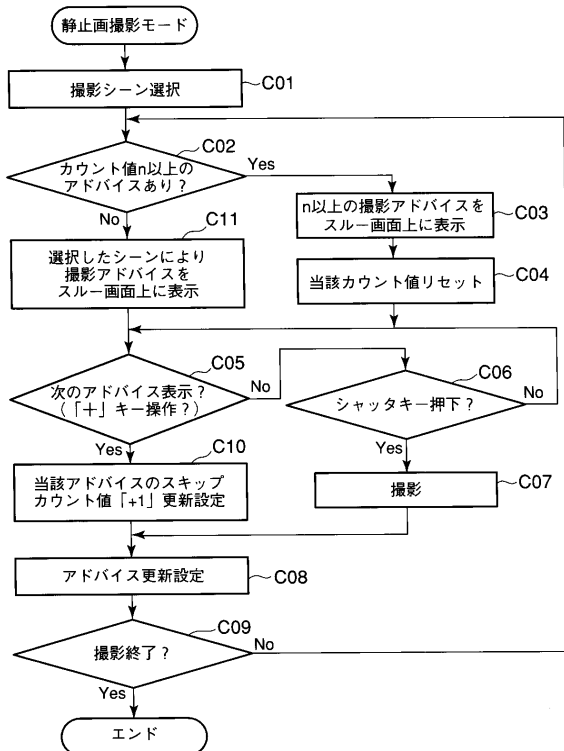 静止画撮影モード
撮影シーン選択
C01
C02
カウント値n以上の
アドバイスあり？
Yes
No
n以上の撮影アドバイスを
スルー画面上に表示
C03
C11
選択したシーンにより
撮影アドバイスを
スルー画面上に表示
当該カウント値リセット
C04
C05
次のアドバイス表示？
(「＋」キー操作？)
No
Yes
C06
シャッタキー押下？
No
Yes
C10
当該アドバイスのスキップ
カウント値「+1」更新設定
撮影
C07
アドバイス更新設定
C08
C09
撮影終了？
No
Yes
エンド